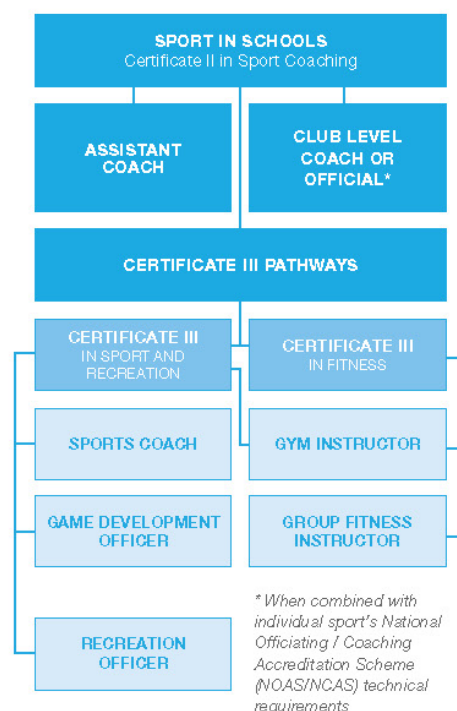 SPORT IN SCHOOLS
Certificate II in Sport Coaching
ASSISTANT
COACH
CLUB LEVEL
COACH OR
OFFICIAL*
CERTIFICATE III PATHWAYS
CERTIFICATE III
IN SPORT AND
RECREATION
CERTIFICATE III
IN FITNESS
SPORTS COACH
GYM INSTRUCTOR
GAME DEVELOPMENT
OFFICER
GROUP FITNESS
INSTRUCTOR
RECREATION
OFFICER
* When combined with
individual sport's National
Officiating / Coaching
Accreditation Scheme
(NOAS/NCAS) technical
requirements